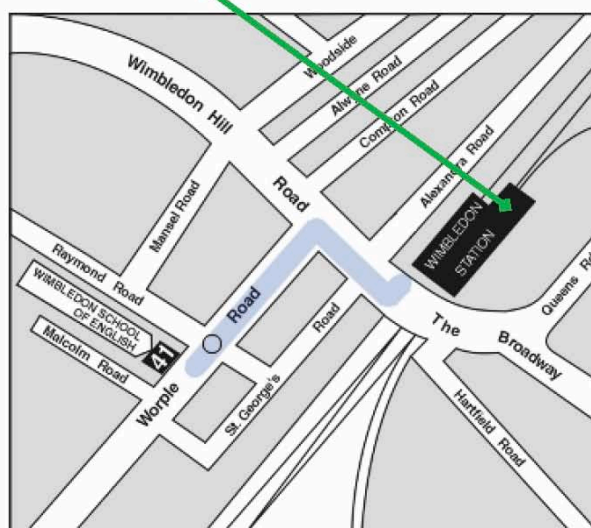 Woodside
Wimbledon Hill
Road
Alwyne Road
Compton Road
Alexandra Road
Mansel Road
WIMBLEDON
STATION
Raymond Road
WIMBLEDON SCHOOL
OF ENGLISH
41
Malcolm Road
Worple
Road
St. George's
Road
The Broadway
Queens Rd
Hartfield Road